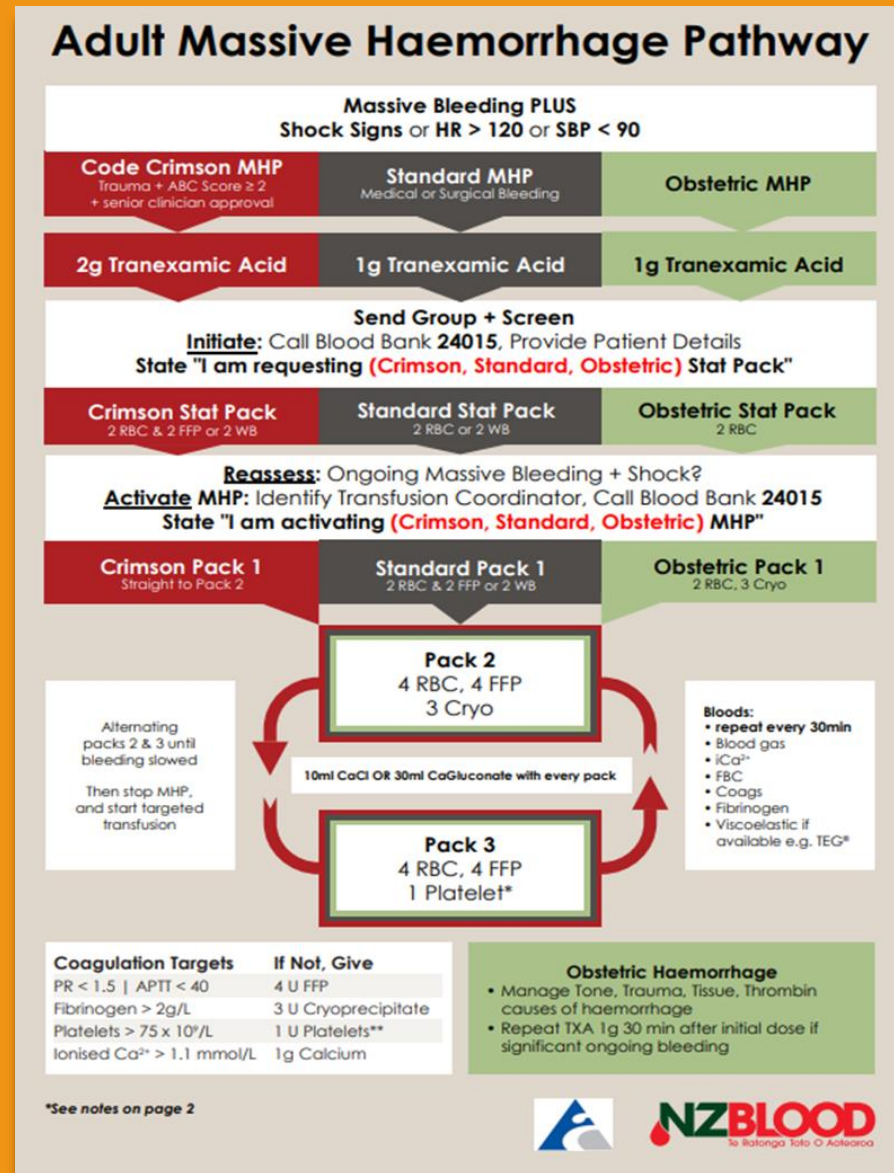 Adult Massive Haemorrhage Pathway
Massive Bleeding PLUS
Shock Signs or HR > 120 or SBP < 90
Code Crimson MHP
Trauma + ABC Score ≥ 2
+ senior clinician approval
Standard MHP
Medical or Surgical Bleeding
Obstetric MHP
2g Tranexamic Acid
1g Tranexamic Acid
1g Tranexamic Acid
Send Group + Screen
Initiate: Call Blood Bank 24015, Provide Patient Details
State "I am requesting (Crimson, Standard, Obstetric) Stat Pack"
Crimson Stat Pack
2 RBC & 2 FFP or 2 WB
Standard Stat Pack
2 RBC or 2 WB
Obstetric Stat Pack
2 RBC
Reassess: Ongoing Massive Bleeding + Shock?
Activate MHP: Identify Transfusion Coordinator, Call Blood Bank 24015
State "I am activating (Crimson, Standard, Obstetric) MHP"
Crimson Pack 1
Straight to Pack 2
Standard Pack 1
2 RBC & 2 FFP or 2 WB
Obstetric Pack 1
2 RBC, 3 Cryo
Pack 2
4 RBC, 4 FFP
3 Cryo
Alternating
packs 2 & 3 until
bleeding slowed
Then stop MHP,
and start targeted
transfusion
10ml CaCl OR 30ml CaGluconate with every pack
Bloods:
• repeat every 30min
• Blood gas
• iCa²⁺
• FBC
• Coags
• Fibrinogen
• Viscoelastic if
available e.g. TEG®
Pack 3
4 RBC, 4 FFP
1 Platelet*
Coagulation Targets If Not, Give
PR < 1.5 | APTT < 40 4 U FFP
Fibrinogen > 2g/L 3 U Cryoprecipitate
Platelets > 75 x 10⁹/L 1 U Platelets**
Ionised Ca²⁺ > 1.1 mmol/L 1g Calcium
Obstetric Haemorrhage
• Manage Tone, Trauma, Tissue, Thrombin
causes of haemorrhage
• Repeat TXA 1g 30 min after initial dose if
significant ongoing bleeding
*See notes on page 2
NZBLOOD
Te Ratonga Toto O Aotearoa